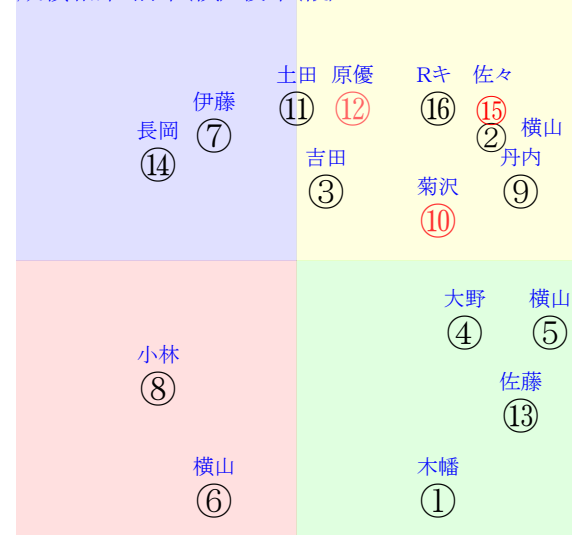 土田 原優 Rキ 佐々
伊藤 ⑪ ⑫ ⑯ ⑮
長岡 ⑦ ② 横山
⑭ 吉田 丹内
③ 菊沢 ⑨
⑩
大野 横山
④ ⑤
小林 佐藤
⑧ ⑬
横山 木幡
⑥ ①